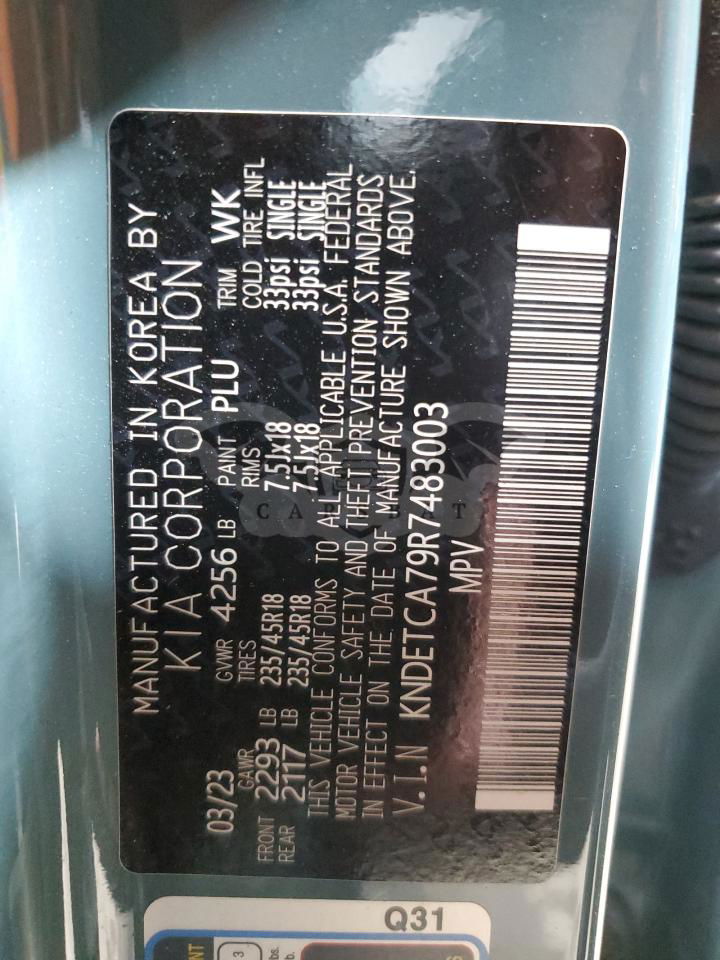 MANUFACTURED IN KOREA BY
KIA CORPORATION
03/23 GVWR 4256 LB PAINT PLU TRIM WK
GAWR TIRES RIMS COLD TIRE INFL
FRONT 2293 LB 235/45R18 7.5Jx18 33psi SINGLE
REAR 2117 LB 235/45R18 7.5Jx18 33psi SINGLE
THIS VEHICLE CONFORMS TO ALL APPLICABLE U.S.A. FEDERAL
MOTOR VEHICLE SAFETY AND THEFT PREVENTION STANDARDS
IN EFFECT ON THE DATE OF MANUFACTURE SHOWN ABOVE.
V.I.N KNDETCA79R7483003
MPV
Q31
3